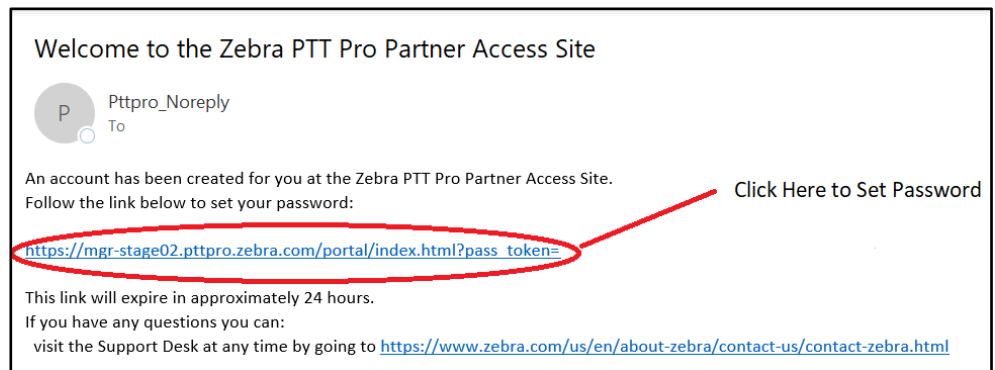 Welcome to the Zebra PTT Pro Partner Access Site
P
Pttpro_Noreply
To
An account has been created for you at the Zebra PTT Pro Partner Access Site.
Follow the link below to set your password:
Click Here to Set Password
https://mgr-stage02.pttpro.zebra.com/portal/index.html?pass_token=
This link will expire in approximately 24 hours.
If you have any questions you can:
visit the Support Desk at any time by going to https://www.zebra.com/us/en/about-zebra/contact-us/contact-zebra.html